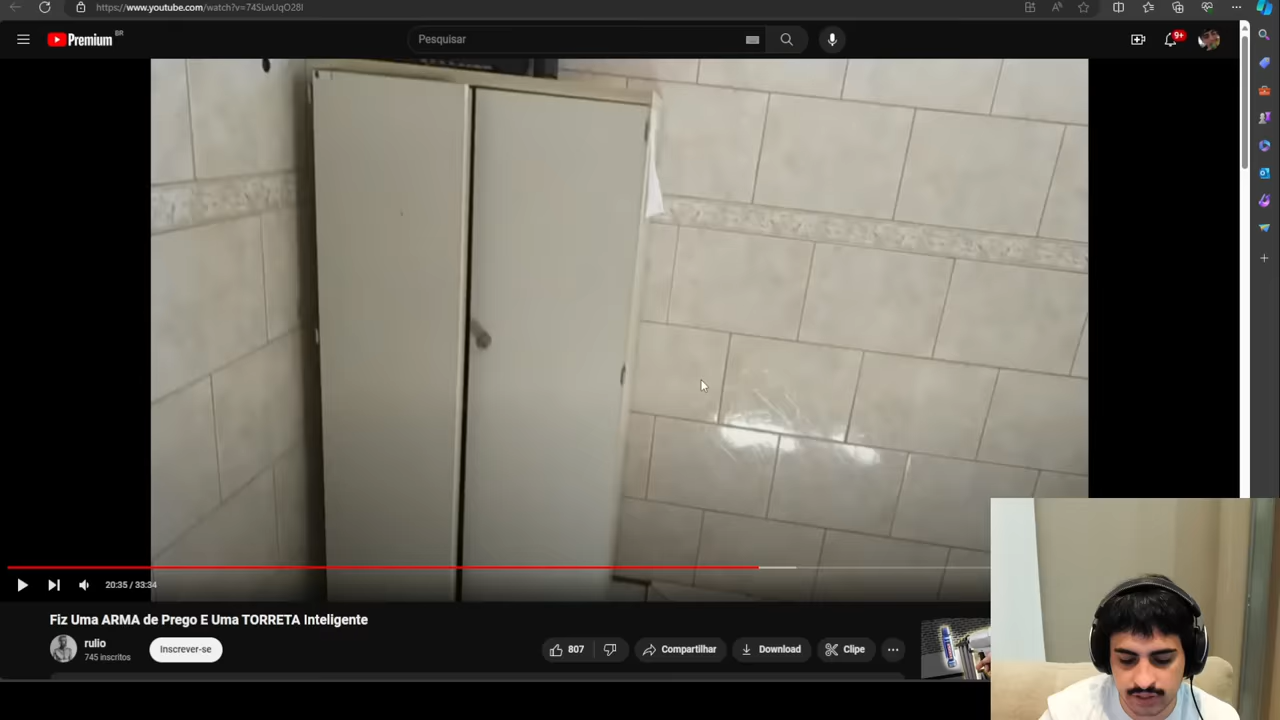 https://www.youtube.com/watch?v=74SLwUqO28I
Premium BR
Pesquisar
9+
20:35 / 33:34
Fiz Uma ARMA de Prego E Uma TORRETA Inteligente
rulio
745 inscritos
Inscrever-se
807
Compartilhar
Download
Clipe